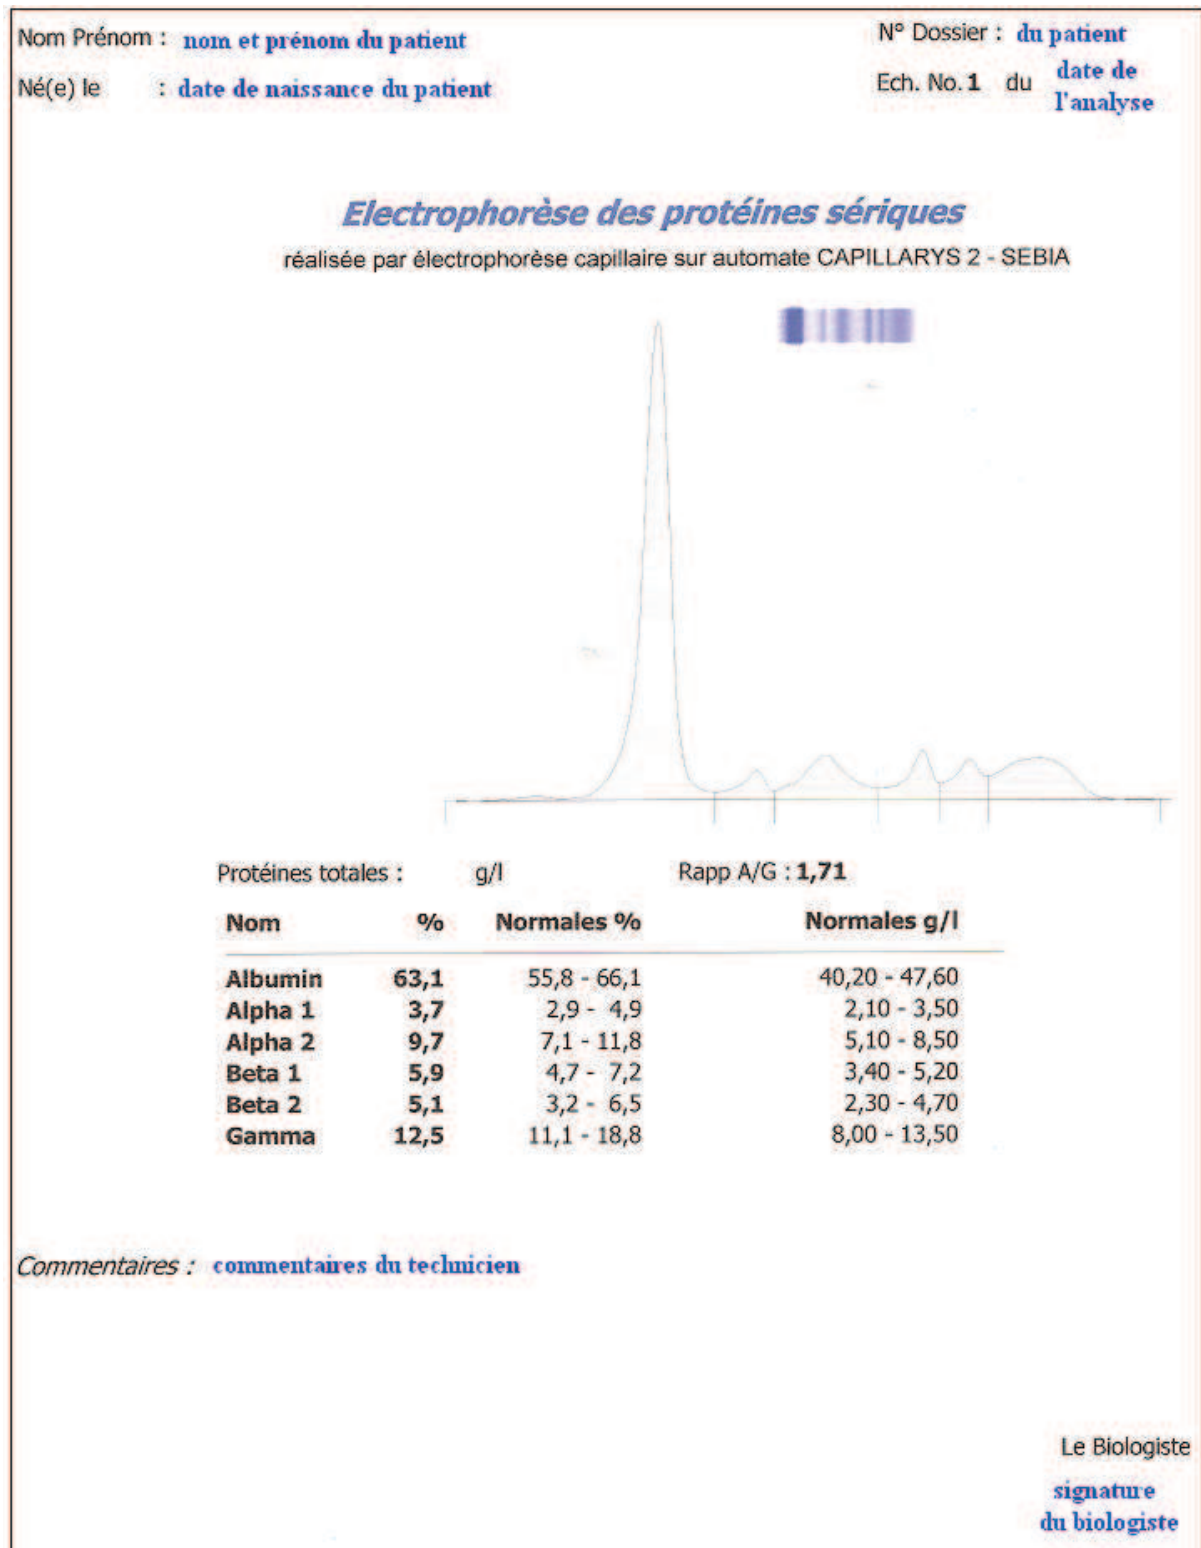 Nom Prénom : nom et prénom du patient
N° Dossier : du patient
Né(e) le : date de naissance du patient
Ech. No. 1 du date de
l'analyse
Electrophorèse des protéines sériques
réalisée par électrophorèse capillaire sur automate CAPILLARYS 2 - SEBIA
Protéines totales : g/l Rapp A/G : 1,71
Nom % Normales % Normales g/l
Albumin 63,1 55,8 - 66,1 40,20 - 47,60
Alpha 1 3,7 2,9 - 4,9 2,10 - 3,50
Alpha 2 9,7 7,1 - 11,8 5,10 - 8,50
Beta 1 5,9 4,7 - 7,2 3,40 - 5,20
Beta 2 5,1 3,2 - 6,5 2,30 - 4,70
Gamma 12,5 11,1 - 18,8 8,00 - 13,50
Commentaires : commentaires du technicien
Le Biologiste
signature
du biologiste